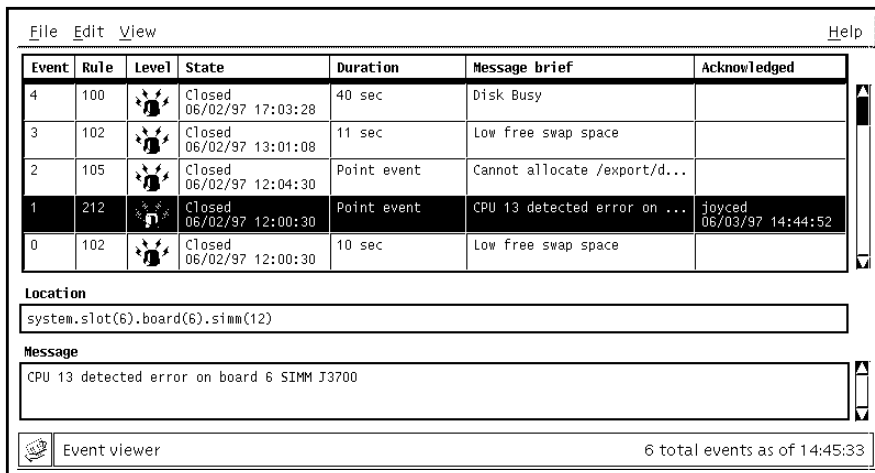 File Edit View Help
Event Rule Level State Duration Message brief Acknowledged
4 100 Closed 40 sec Disk Busy
06/02/97 17:03:28
3 102 Closed 11 sec Low free swap space
06/02/97 13:01:08
2 105 Closed Point event Cannot allocate /export/d...
06/02/97 12:04:30
1 212 Closed Point event CPU 13 detected error on ... joyced
06/02/97 12:00:30 06/03/97 14:44:52
0 102 Closed 10 sec Low free swap space
06/02/97 12:00:30
Location
system.slot(6).board(6).simm(12)
Message
CPU 13 detected error on board 6 SIMM J3700
Event viewer 6 total events as of 14:45:33